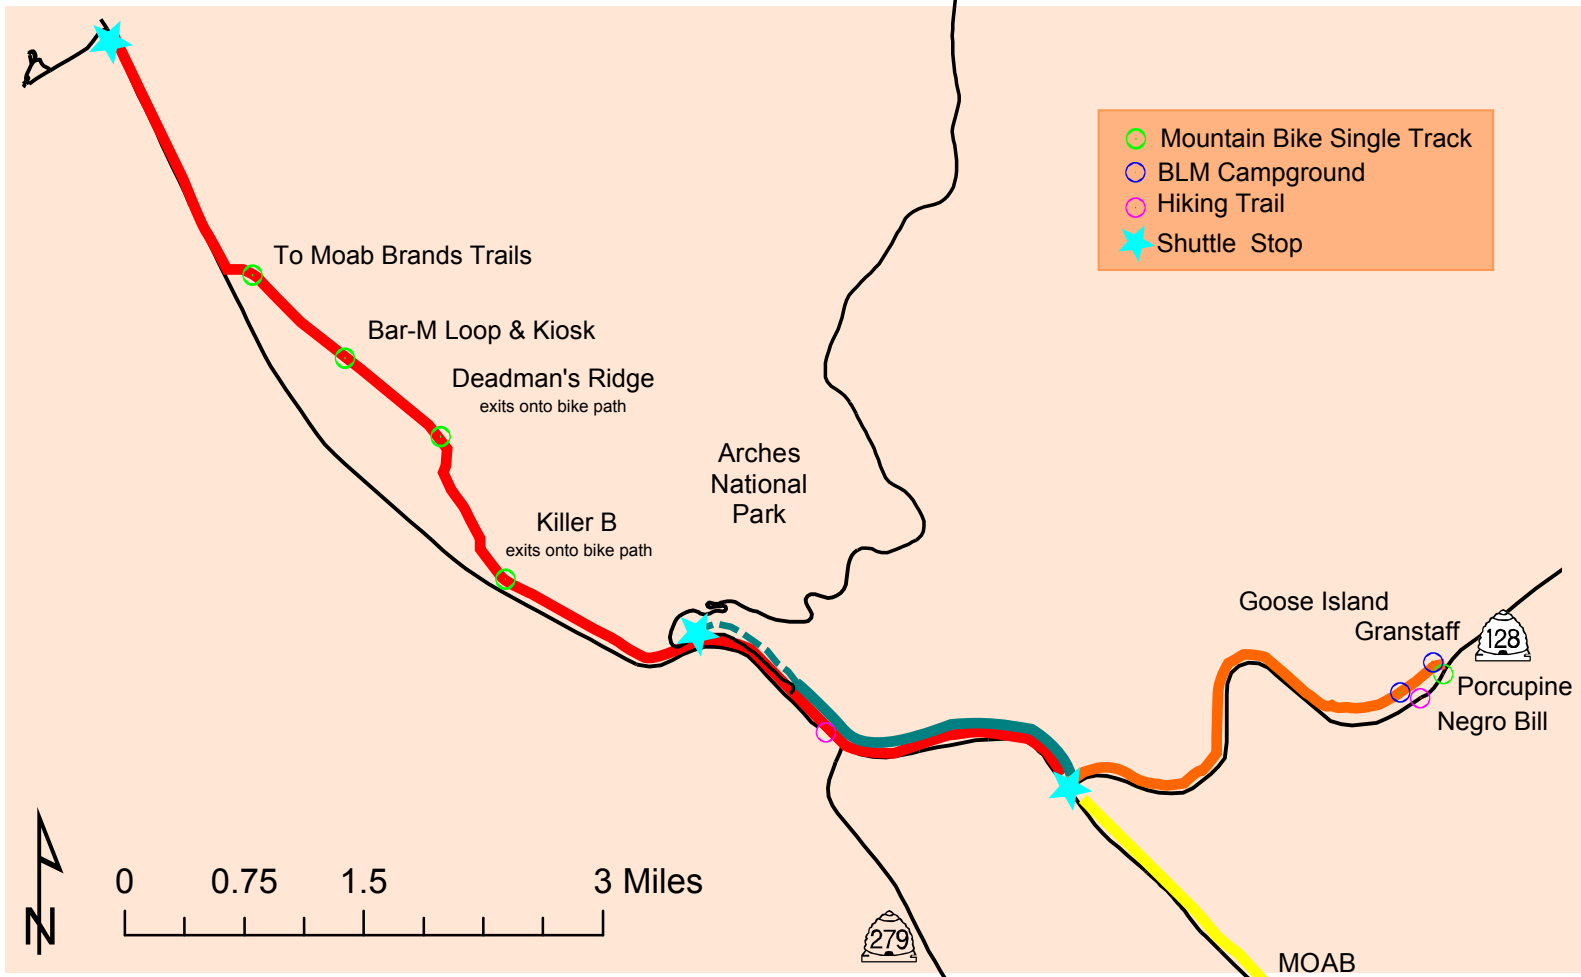 Mountain Bike Single Track
BLM Campground
Hiking Trail
Shuttle Stop
To Moab Brands Trails
Bar-M Loop & Kiosk
Deadman's Ridge
exits onto bike path
Arches
National
Park
Killer B
exits onto bike path
Goose Island
Granstaff
128
Porcupine
Negro Bill
0 0.75 1.5 3 Miles
N
279
MOAB